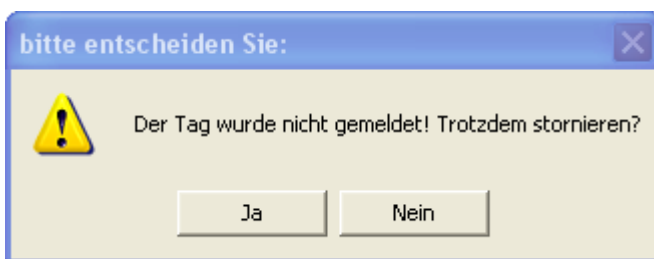 bitte entscheiden Sie:
Der Tag wurde nicht gemeldet! Trotzdem stornieren?
Ja
Nein